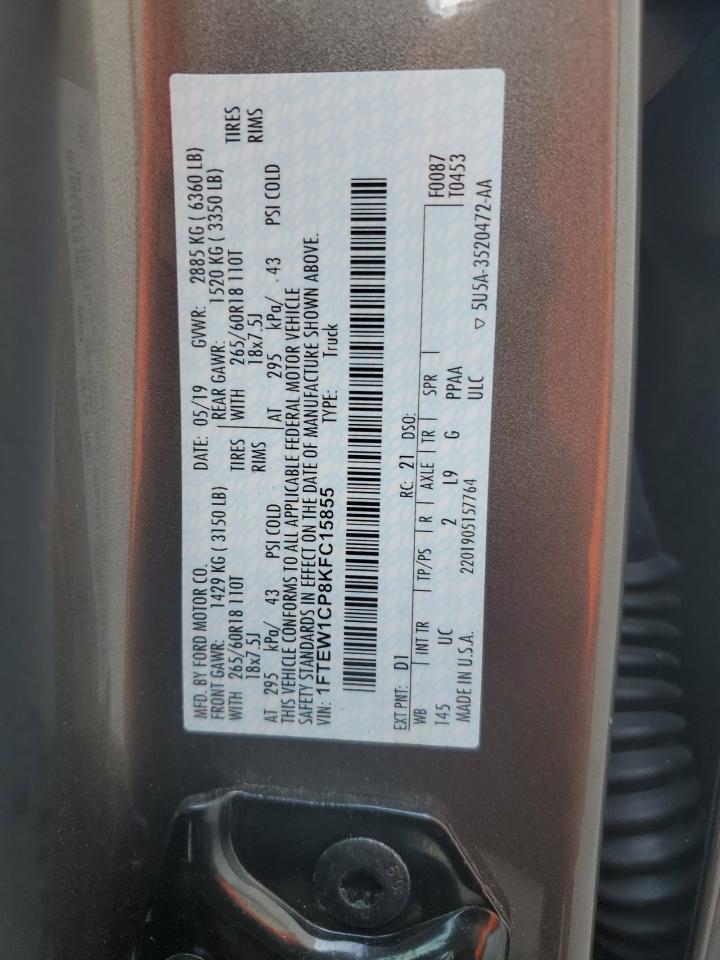 MFD. BY FORD MOTOR CO. DATE: 05/19 GVWR: 2885 KG ( 6360 LB)
FRONT GAWR: 1429 KG ( 3150 LB) REAR GAWR: 1520 KG ( 3350 LB)
WITH 265/60R18 110T TIRES WITH 265/60R18 110T TIRES
18x7.5J RIMS 18x7.5J RIMS
AT 295 kPa/ 43 PSI COLD AT 295 kPa/ 43 PSI COLD
THIS VEHICLE CONFORMS TO ALL APPLICABLE FEDERAL MOTOR VEHICLE
SAFETY STANDARDS IN EFFECT ON THE DATE OF MANUFACTURE SHOWN ABOVE.
VIN: 1FTEW1CP8KFC15855 TYPE: Truck
EXT PNT: D1 RC: 21 DSO: F0087
WB INT TR TP/PS R AXLE TR SPR T0453
T45 UC 2 L9 G PPAA
MADE IN U.S.A. 2201905157764 ULC ▽ 5U5A-3520472-AA